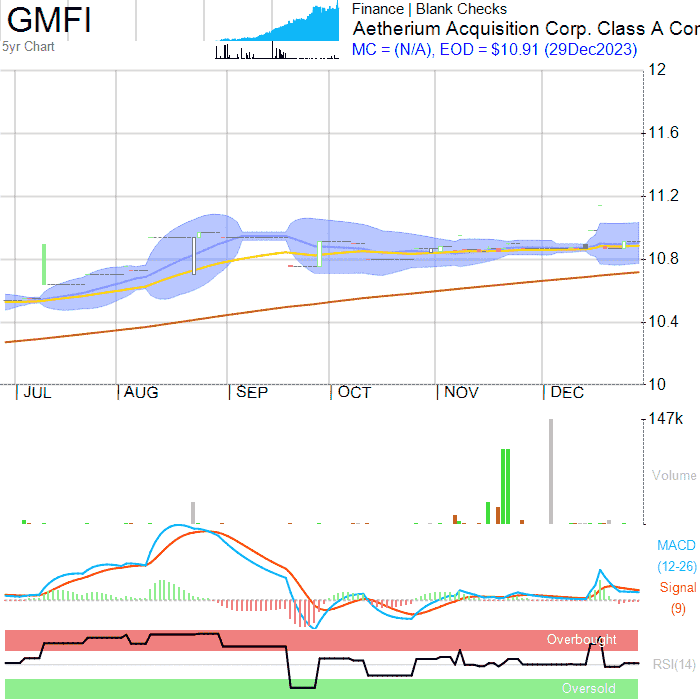 GMFI
5yr Chart
Finance | Blank Checks
Aetherium Acquisition Corp. Class A Cor
MC = (N/A), EOD = $10.91 (29Dec2023)
12
11.6
11.2
10.8
10.4
10
JUL AUG SEP OCT NOV DEC
147k
Volume
MACD
(12-26)
Signal
(9)
Overbought
RSI(14)
Oversold